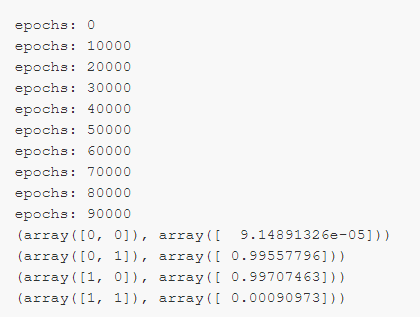 epochs: 0
epochs: 10000
epochs: 20000
epochs: 30000
epochs: 40000
epochs: 50000
epochs: 60000
epochs: 70000
epochs: 80000
epochs: 90000
(array([0, 0]), array([  9.14891326e-05]))
(array([0, 1]), array([ 0.99557796]))
(array([1, 0]), array([ 0.99707463]))
(array([1, 1]), array([ 0.00090973]))